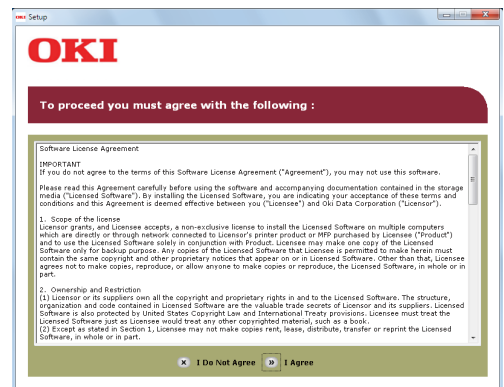 OKI Setup
OKI
To proceed you must agree with the following :
Software License Agreement
IMPORTANT
If you do not agree to the terms of this Software License Agreement ("Agreement"), you may not use this software.
Please read this Agreement carefully before using the software and accompanying documentation contained in the storage
media ("Licensed Software"). By installing the Licensed Software, you are indicating your acceptance of these terms and
conditions and this Agreement is deemed effective between you ("Licensee") and Oki Data Corporation ("Licensor").
1. Scope of the license
Licensor grants, and Licensee accepts, a non-exclusive license to install the Licensed Software on multiple computers
which are directly or through network connected to Licensor's printer product or MFP purchased by Licensee ("Product")
and to use the Licensed Software solely in conjunction with Product. Licensee may make one copy of the Licensed
Software only for backup purpose. Any copies of the Licensed Software that Licensee is permitted to make herein must
contain the same copyright and other proprietary notices that appear on or in Licensed Software. Other than that, Licensee
agrees not to make copies, reproduce, or allow anyone to make copies or reproduce, the Licensed Software, in whole or in
part.
2. Ownership and Restriction
(1) Licensor or its suppliers own all the copyright and proprietary rights in and to the Licensed Software. The structure,
organization and code contained in Licensed Software are the valuable trade secrets of Licensor and its suppliers. Licensed
Software is also protected by United States Copyright Law and International Treaty provisions. Licensee must treat the
Licensed Software just as Licensee would treat any other copyrighted material, such as a book.
(2) Except as stated in Section 1, Licensee may not make copies rent, lease, distribute, transfer or reprint the Licensed
Software, in whole or in part.
I Do Not Agree I Agree